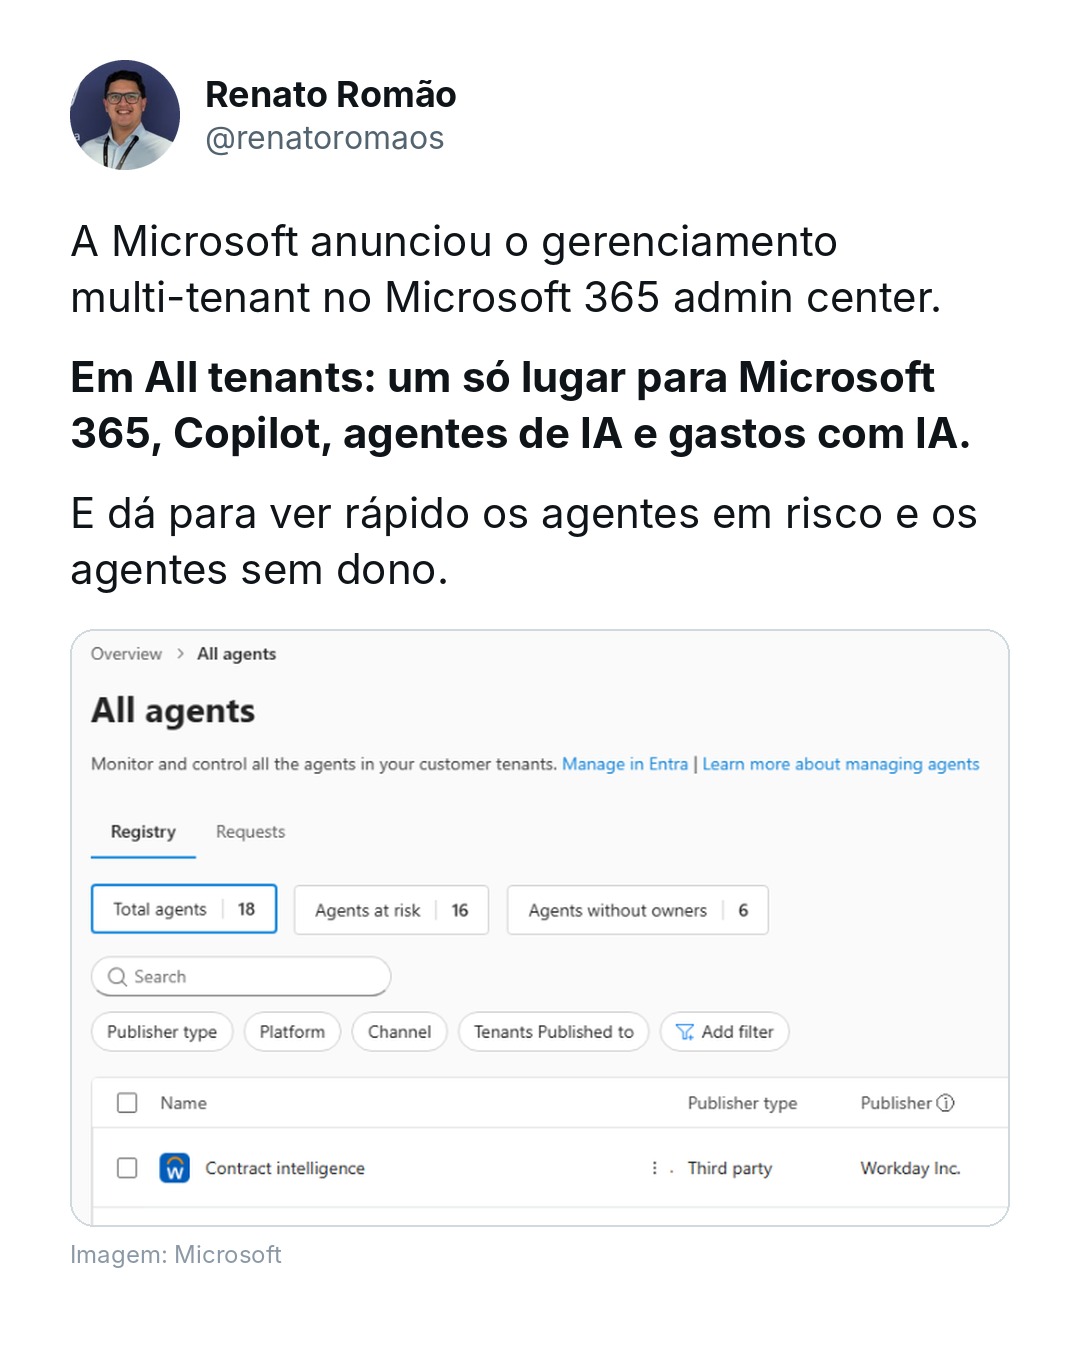 Renato Romão
@renatoromaos
A Microsoft anunciou o gerenciamento
multi-tenant no Microsoft 365 admin center.
Em All tenants: um só lugar para Microsoft
365, Copilot, agentes de IA e gastos com IA.
E dá para ver rápido os agentes em risco e os
agentes sem dono.
Overview > All agents
All agents
Monitor and control all the agents in your customer tenants. Manage in Entra | Learn more about managing agents
Registry Requests
Total agents 18 Agents at risk 16 Agents without owners 6
Search
Publisher type Platform Channel Tenants Published to Add filter
Name Publisher type Publisher
Contract intelligence Third party Workday Inc.
Imagem: Microsoft